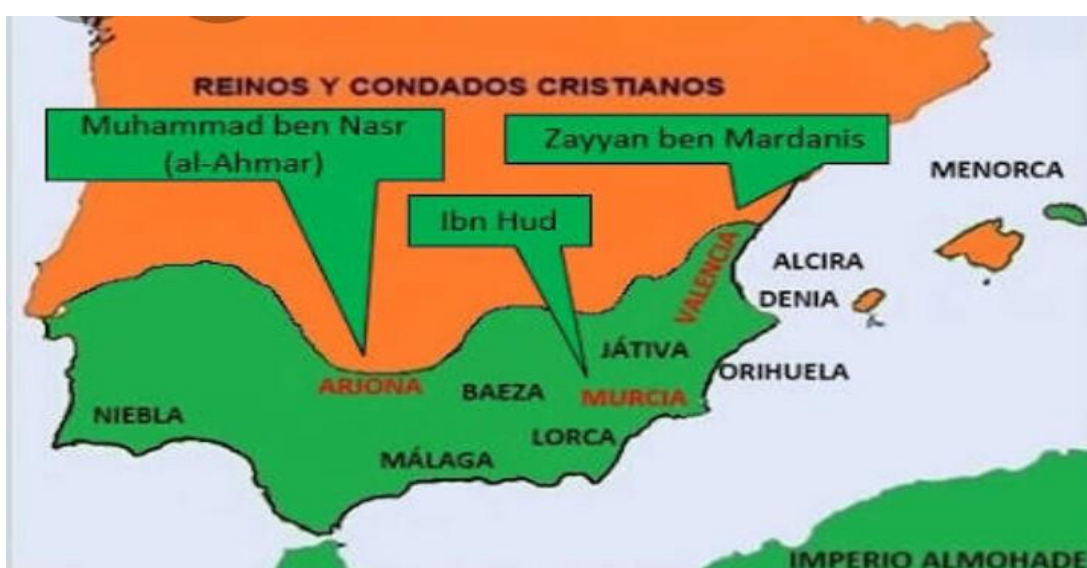 REINOS Y CONDADOS CRISTIANOS
Muhammad ben Nasr
(al-Ahmar)
Zayyan ben Mardanis
MENORCA
Ibn Hud
VALENCIA
ALCIRA
DENIA
JÁTIVA
ORIHUELA
ARJONA
BAEZA
MURCIA
NIEBLA
LORCA
MÁLAGA
IMPERIO ALMOHADE